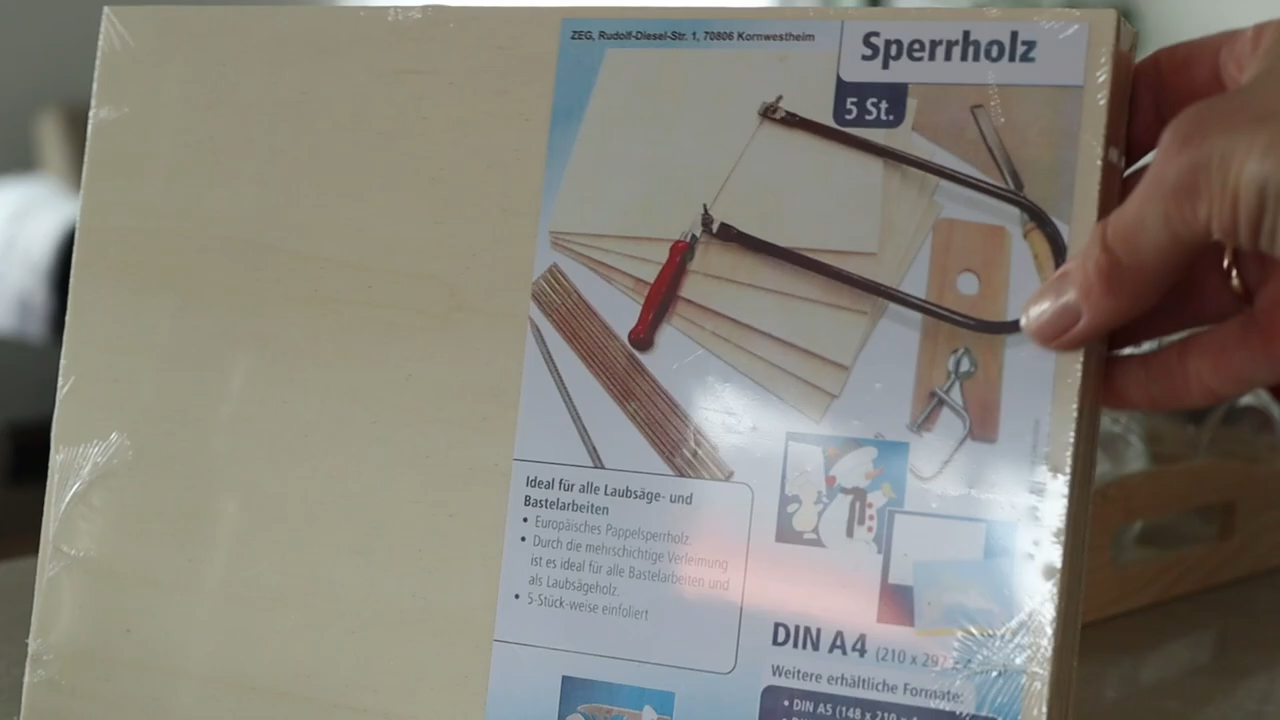 ZEG, Rudolf-Diesel-Str. 1, 70806 Kornwestheim
Sperrholz
5 St.
Ideal für alle Laubsäge- und
Bastelarbeiten
• Europäisches Pappelsperrholz.
• Durch die mehrschichtige Verleimung
ist es ideal für alle Bastelarbeiten und
als Laubsägeholz.
• 5-Stück-weise einfoliert
DIN A4 (210 x 297 x
Weitere erhältliche Formate:
• DIN A5 (148 x 210 x